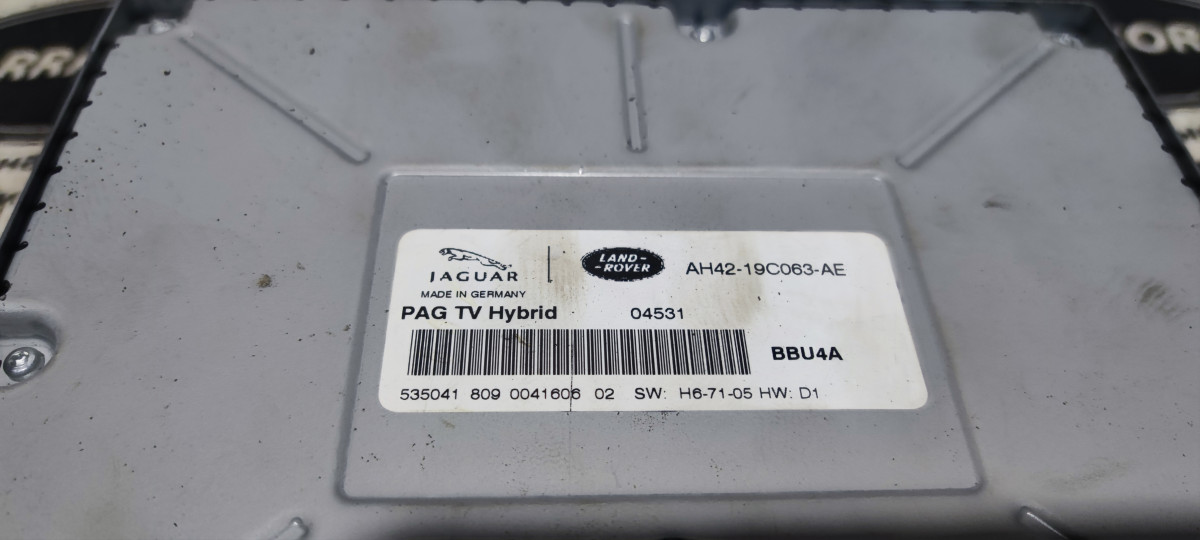 JAGUAR
LAND-
-ROVER
AH42-19C063-AE
MADE IN GERMANY
PAG TV Hybrid 04531
BBU4A
535041 809 0041606 02 SW: H6-71-05 HW: D1